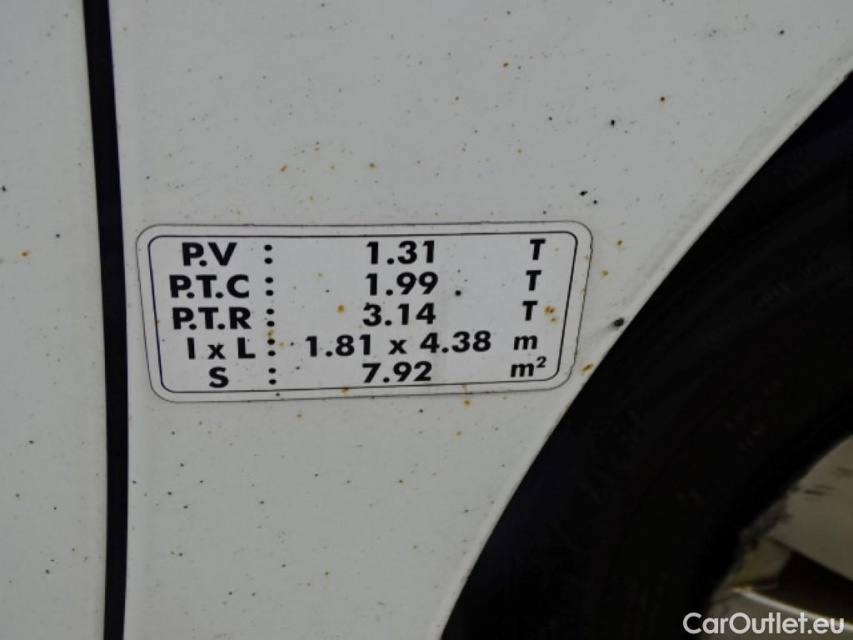 P.V : 1.31 T
P.T.C : 1.99 T
P.T.R : 3.14 T
l x L : 1.81 x 4.38 m
S : 7.92 m²
CarOutlet.eu